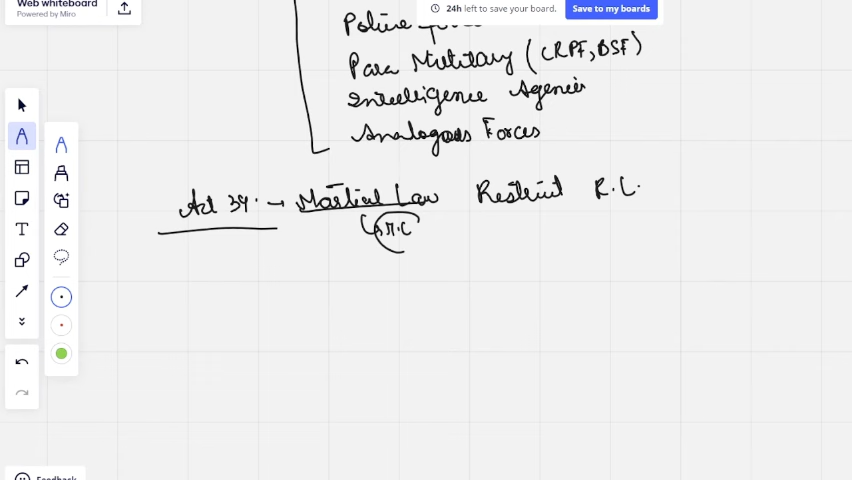 Web whiteboard
Powered by Miro
24h left to save your board.
Save to my boards
Police
Para Military (CRPF, BSF)
Intelligence Agencies
Analogous Forces
Art 34. → Martial Law Restrict R.L.
Feedback